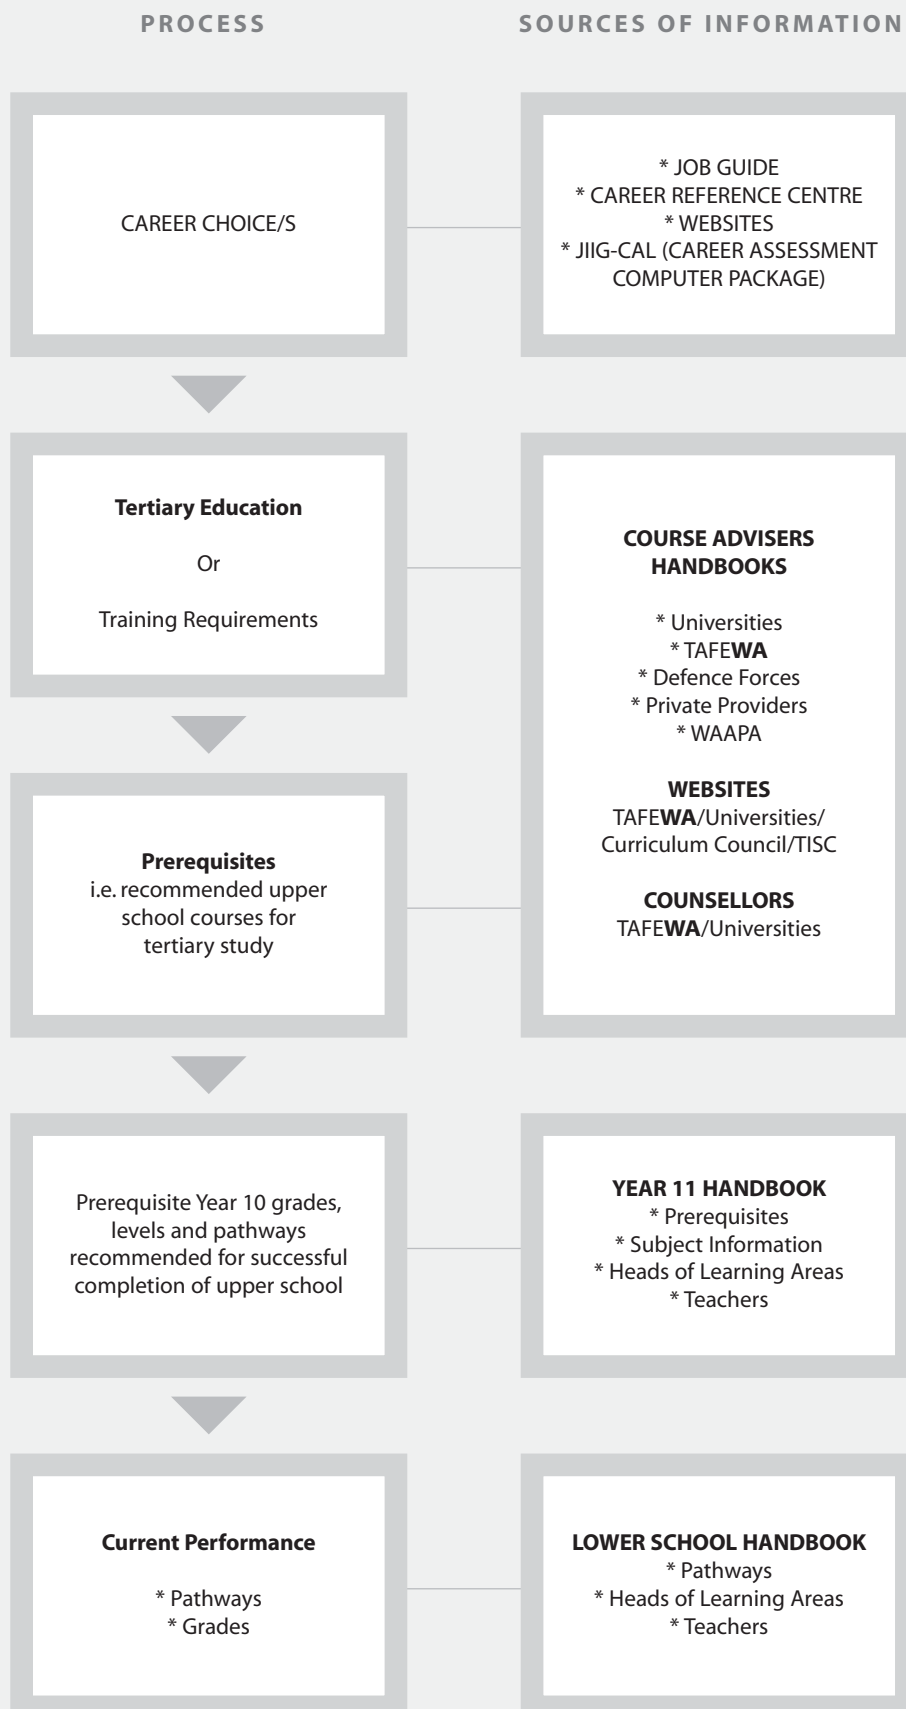 PROCESS
SOURCES OF INFORMATION
CAREER CHOICE/S
* JOB GUIDE
* CAREER REFERENCE CENTRE
* WEBSITES
* JIIG-CAL (CAREER ASSESSMENT
COMPUTER PACKAGE)
Tertiary Education
Or
Training Requirements
COURSE ADVISERS
HANDBOOKS
* Universities
* TAFEWA
* Defence Forces
* Private Providers
* WAAPA
WEBSITES
TAFEWA/Universities/
Curriculum Council/TISC
COUNSELLORS
TAFEWA/Universities
Prerequisites
i.e. recommended upper
school courses for
tertiary study
Prerequisite Year 10 grades,
levels and pathways
recommended for successful
completion of upper school
YEAR 11 HANDBOOK
* Prerequisites
* Subject Information
* Heads of Learning Areas
* Teachers
Current Performance
* Pathways
* Grades
LOWER SCHOOL HANDBOOK
* Pathways
* Heads of Learning Areas
* Teachers